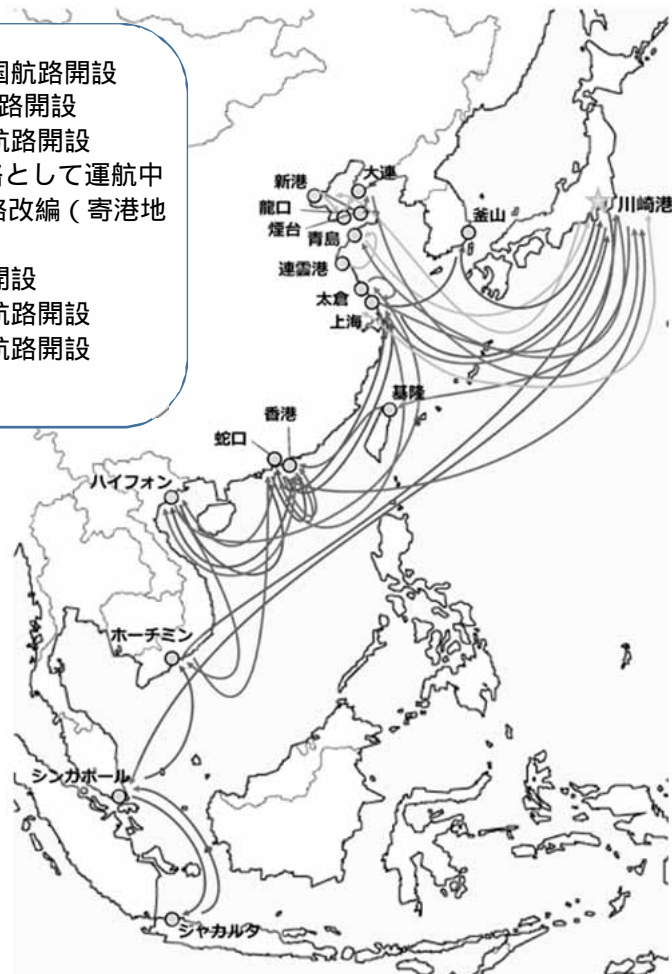 国航路開設
路開設
航路開設
路として運航中
路改編（寄港地
開設
航路開設
航路開設
大連
新港
龍口
煙台
青島
釜山
川崎港
連雲港
太倉
上海
基隆
香港
蛇口
ハイフォン
ホーチミン
シンガポール
ジャカルタ